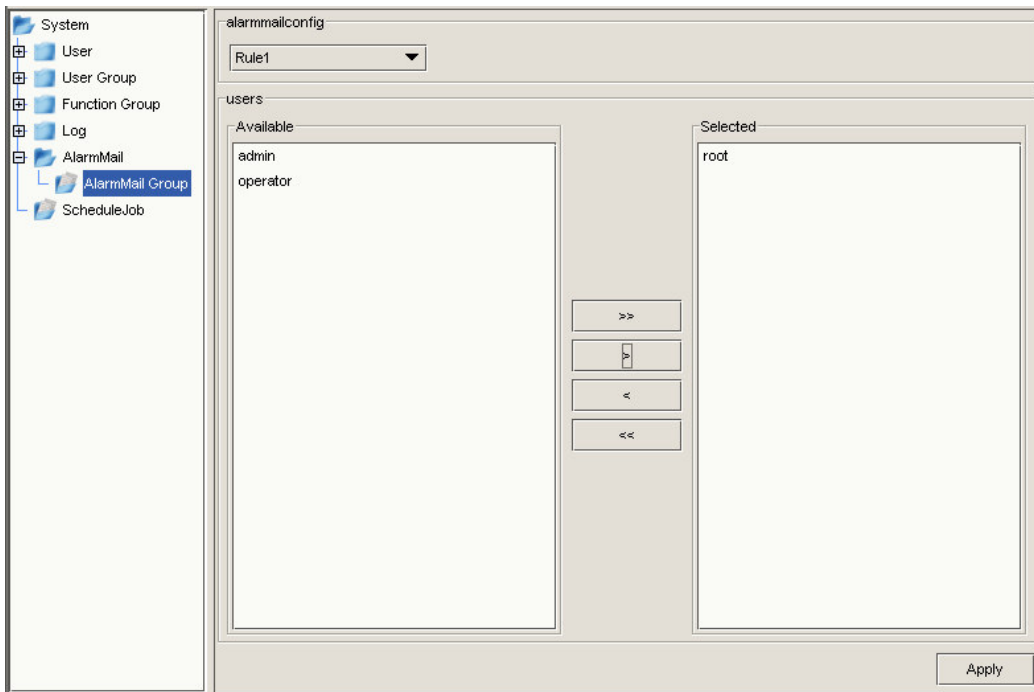 System
User
User Group
Function Group
Log
AlarmMail
AlarmMail Group
ScheduleJob
alarmmailconfig
Rule1
users
Available
admin
operator
>>
>
<
<<
Selected
root
Apply